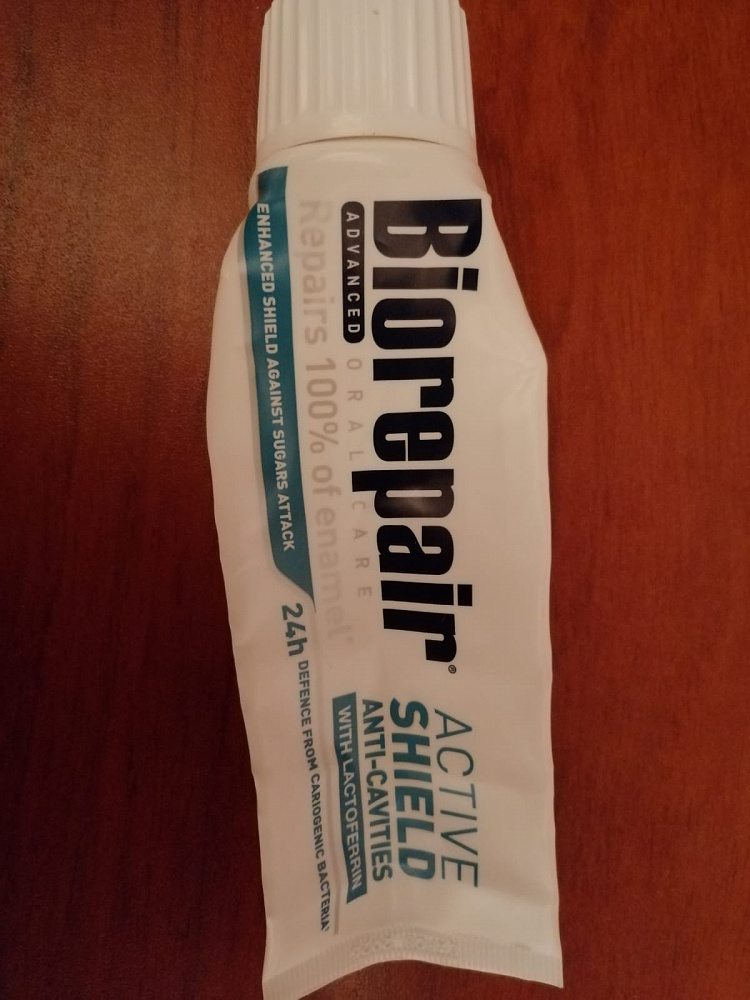 Biorepair®
ADVANCED ORAL CARE
Repairs 100% of enamel*
ENHANCED SHIELD AGAINST SUGARS ATTACK
ACTIVE
SHIELD
ANTI-CAVITIES
WITH LACTOFERRIN
24h DEFENCE FROM CARIOGENIC BACTERIA¹